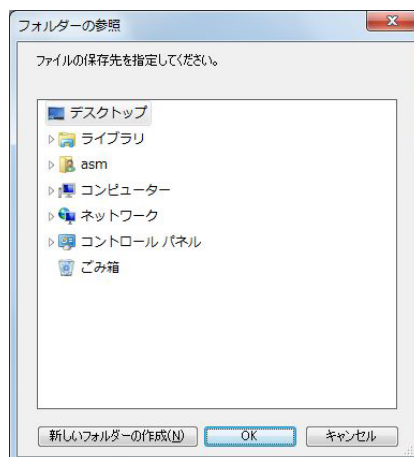 フォルダーの参照
ファイルの保存先を指定してください。
デスクトップ
ライブラリ
asm
コンピューター
ネットワーク
コントロール パネル
ごみ箱
新しいフォルダーの作成(N) OK キャンセル